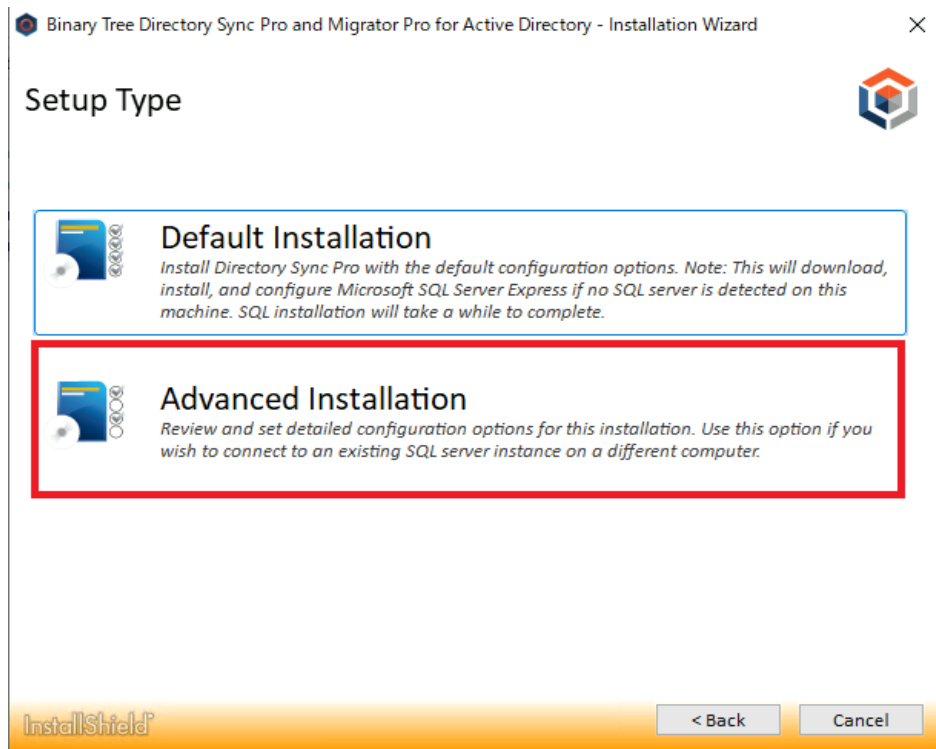 Binary Tree Directory Sync Pro and Migrator Pro for Active Directory - Installation Wizard
Setup Type
Default Installation
Install Directory Sync Pro with the default configuration options. Note: This will download,
install, and configure Microsoft SQL Server Express if no SQL server is detected on this
machine. SQL installation will take a while to complete.
Advanced Installation
Review and set detailed configuration options for this installation. Use this option if you
wish to connect to an existing SQL server instance on a different computer.
InstallShield
< Back
Cancel